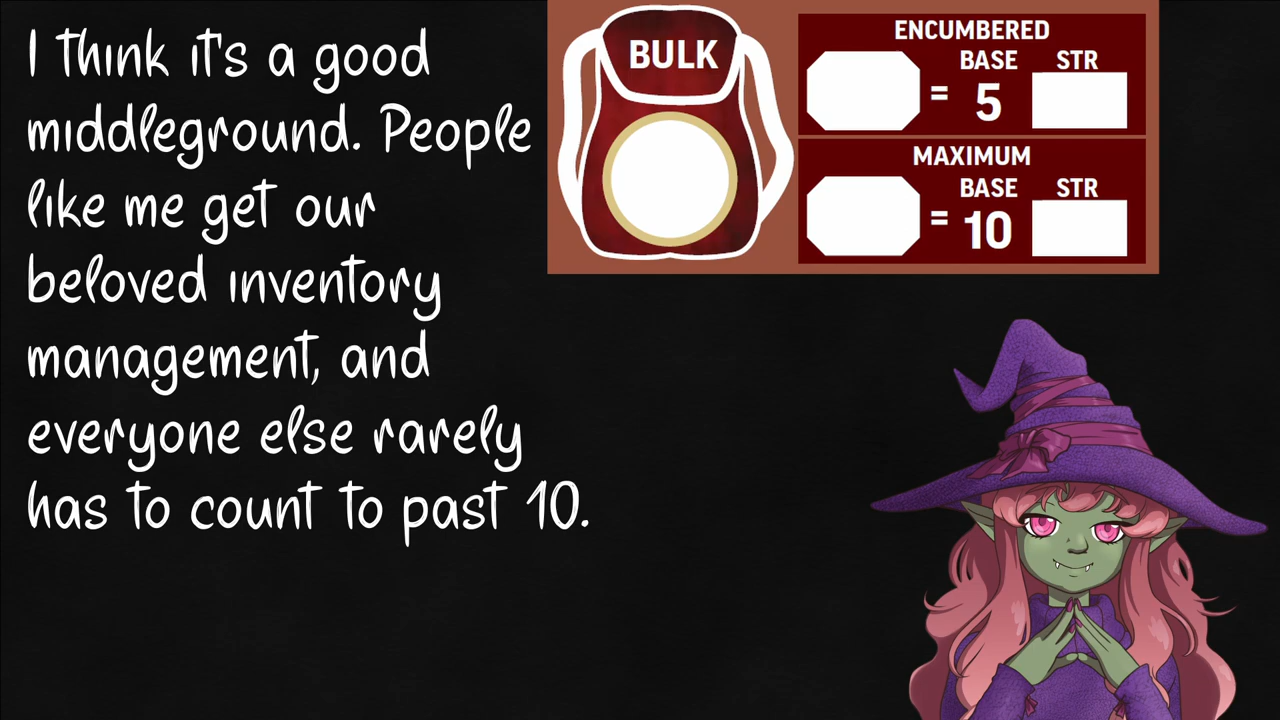 I think it's a good
middleground. People
like me get our
beloved inventory
management, and
everyone else rarely
has to count to past 10.
BULK
ENCUMBERED
BASE STR
= 5
MAXIMUM
BASE STR
= 10